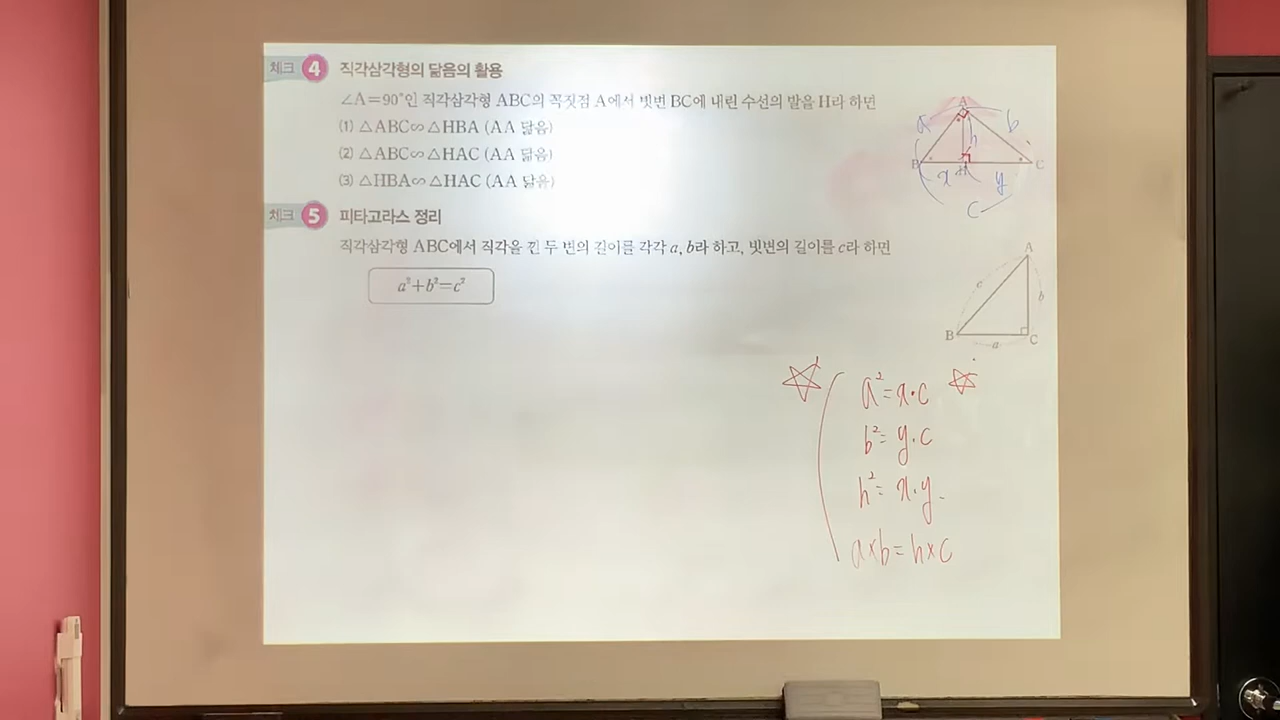 체크 4 직각삼각형의 닮음의 활용
∠A=90°인 직각삼각형 ABC의 꼭짓점 A에서 빗변 BC에 내린 수선의 발을 H라 하면
(1) △ABC∽△HBA (AA 닮음)
(2) △ABC∽△HAC (AA 닮음)
(3) △HBA∽△HAC (AA 닮음)
A
a b
h
B H C
x y
C
체크 5 피타고라스 정리
직각삼각형 ABC에서 직각을 낀 두 변의 길이를 각각 a, b라 하고, 빗변의 길이를 c라 하면
a²+b²=c²
A
c b
B C
a
a²=x·c
b²=y·c
h²=x·y
a×b=h×c